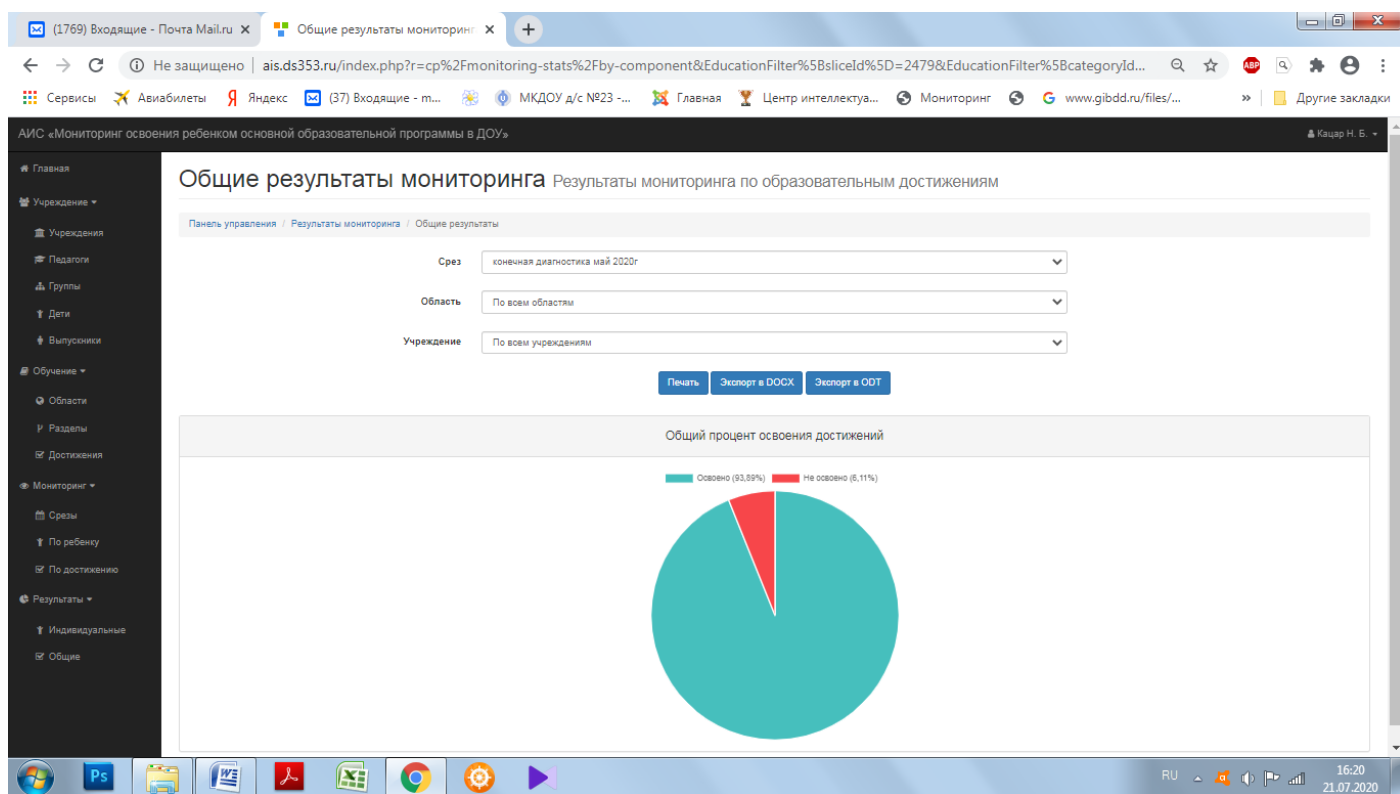 (1769) Входящие - Почта Mail.ru
Общие результаты мониторинг
Не защищено | ais.ds353.ru/index.php?r=cp%2Fmonitoring-stats%2Fby-component&EducationFilter%5BsliceId%5D=2479&EducationFilter%5BcategoryId...
ABP
Сервисы Авиабилеты Яндекс (37) Входящие - m... МКДОУ д/с №23 -... Главная Центр интеллектуа... Мониторинг www.gibdd.ru/files/... » Другие закладки
АИС «Мониторинг освоения ребенком основной образовательной программы в ДОУ» Кацар Н. Б.
Главная
Учреждение
Учреждения
Педагоги
Группы
Дети
Выпускники
Обучение
Области
Разделы
Достижения
Мониторинг
Срезы
По ребенку
По достижению
Результаты
Индивидуальные
Общие
Общие результаты мониторинга Результаты мониторинга по образовательным достижениям
Панель управления / Результаты мониторинга / Общие результаты
Срез конечная диагностика май 2020г
Область По всем областям
Учреждение По всем учреждениям
Печать Экспорт в DOCX Экспорт в ODT
Общий процент освоения достижений
Освоено (93,89%) Не освоено (6,11%)
Ps
RU
16:20
21.07.2020